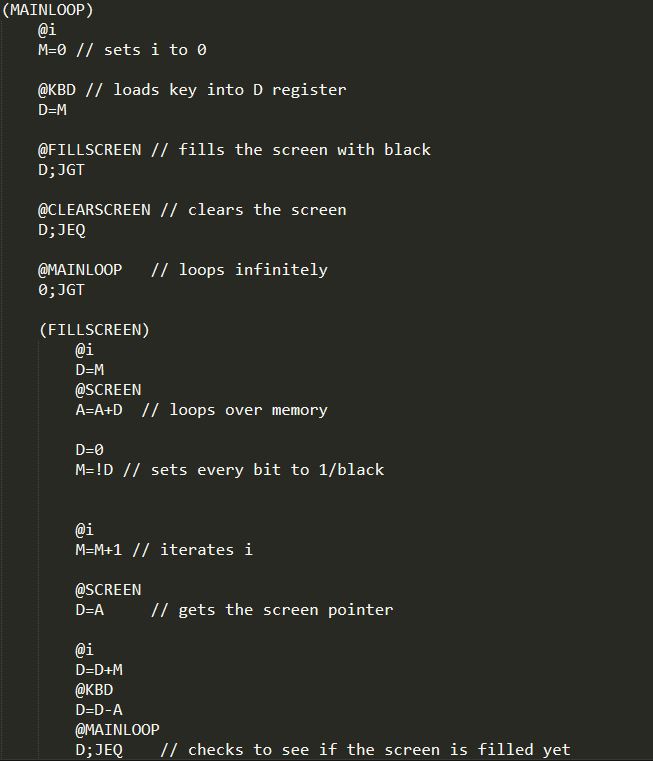 (MAINLOOP)
    @i
    M=0 // sets i to 0

    @KBD // loads key into D register
    D=M

    @FILLSCREEN // fills the screen with black
    D;JGT

    @CLEARSCREEN // clears the screen
    D;JEQ

    @MAINLOOP   // loops infinitely
    0;JGT

    (FILLSCREEN)
        @i
        D=M
        @SCREEN
        A=A+D  // loops over memory

        D=0
        M=!D // sets every bit to 1/black


        @i
        M=M+1 // iterates i

        @SCREEN
        D=A     // gets the screen pointer

        @i
        D=D+M
        @KBD
        D=D-A
        @MAINLOOP
        D;JEQ    // checks to see if the screen is filled yet